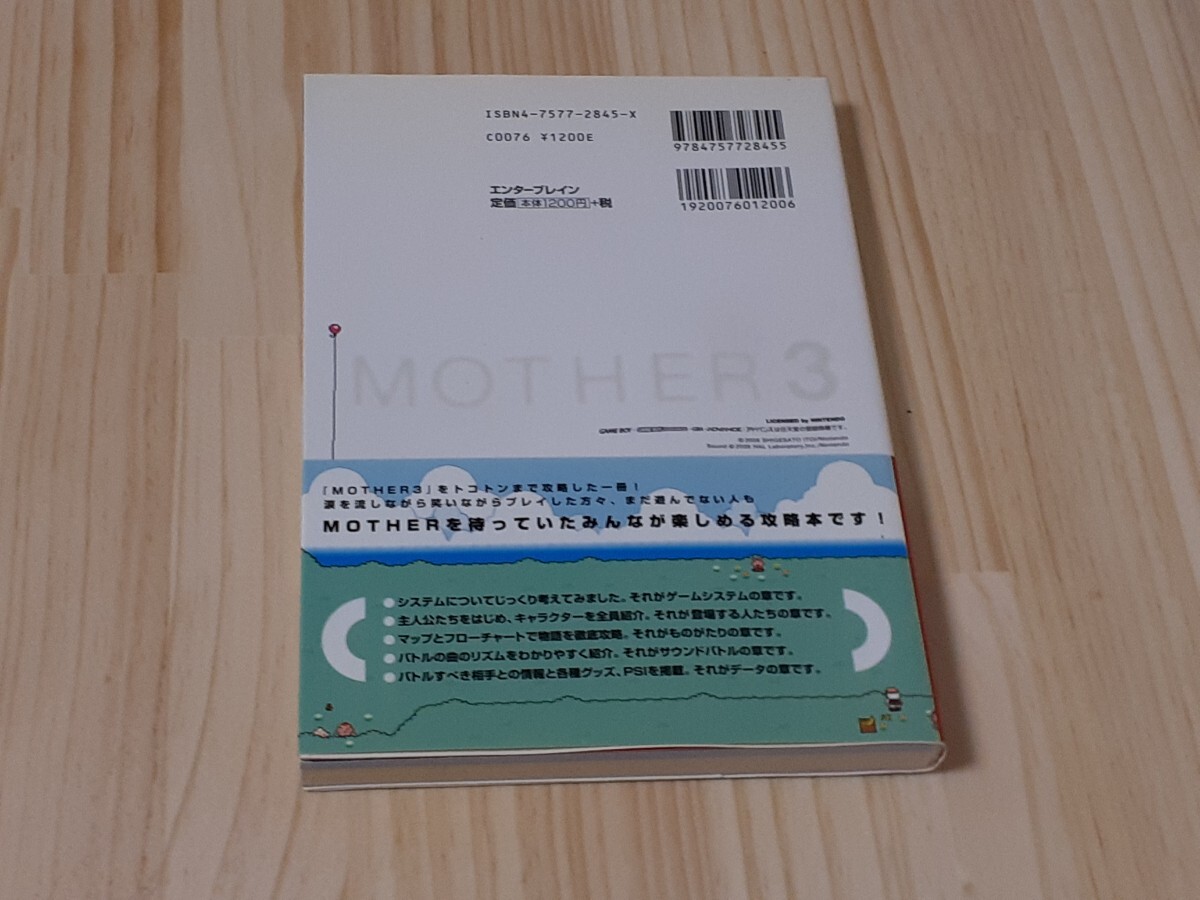 ISBN4-7577-2845-X
C0076 ¥1200E
9784757728455
エンターブレイン
定価 本体1200円+税
1920076012006
MOTHER 3
LICENSED by NINTENDO
© 2006 SHIGESATO ITOI/Nintendo
Sound © 2006 HAL Laboratory,Inc./Nintendo
『MOTHER3』をトコトンまで攻略した一冊！
涙を流しながら笑いながらプレイした方々、まだ遊んでない人も
MOTHERを待っていたみんなが楽しめる攻略本です！
●システムについてじっくり考えてみました。それがゲームシステムの章です。
●主人公たちをはじめ、キャラクターを全員紹介。それが登場する人たちの章です。
●マップとフローチャートで物語を徹底攻略。それがものがたりの章です。
●バトルの曲のリズムをわかりやすく紹介。それがサウンドバトルの章です。
●バトルすべき相手との情報と各種グッズ、PSIを掲載。それがデータの章です。